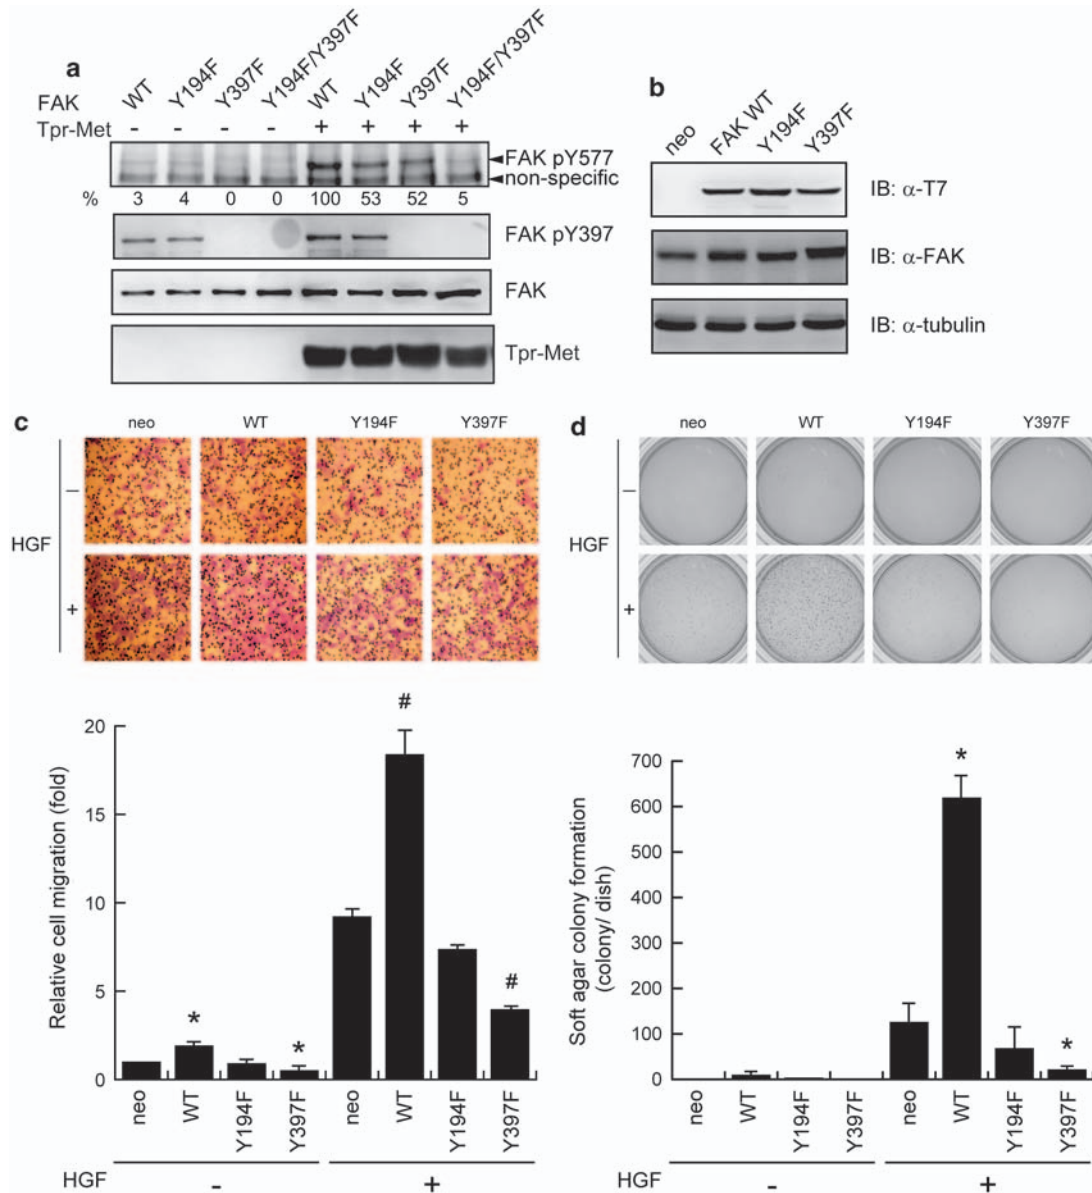 a
FAK WT Y194F Y397F Y194F/Y397F WT Y194F Y397F Y194F/Y397F
Tpr-Met - - - - + + + +
FAK pY577
non-specific
% 3 4 0 0 100 53 52 5
FAK pY397
FAK
Tpr-Met
b
neo FAK WT Y194F Y397F
IB: α-T7
IB: α-FAK
IB: α-tubulin
c
neo WT Y194F Y397F
HGF
–
+
Relative cell migration (fold)
20
15
10
5
0
* * # #
neo WT Y194F Y397F neo WT Y194F Y397F
HGF - +
d
neo WT Y194F Y397F
HGF
–
+
Soft agar colony formation
(colony/ dish)
700
600
500
400
300
200
100
0
* *
neo WT Y194F Y397F neo WT Y194F Y397F
HGF - +